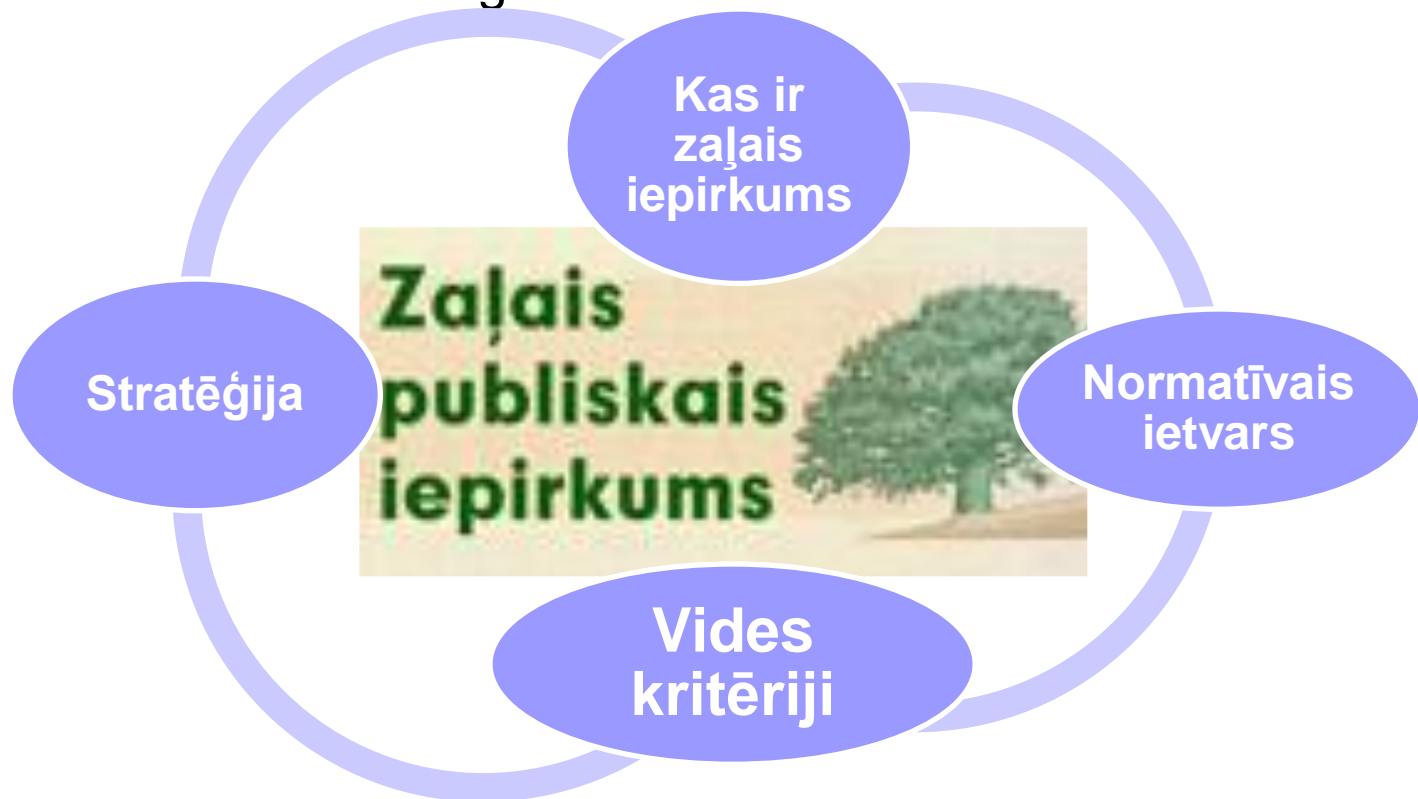 Kas ir
zaļais
iepirkums
Zaļais
publiskais
iepirkums
Stratēģija
Normatīvais
ietvars
Vides
kritēriji